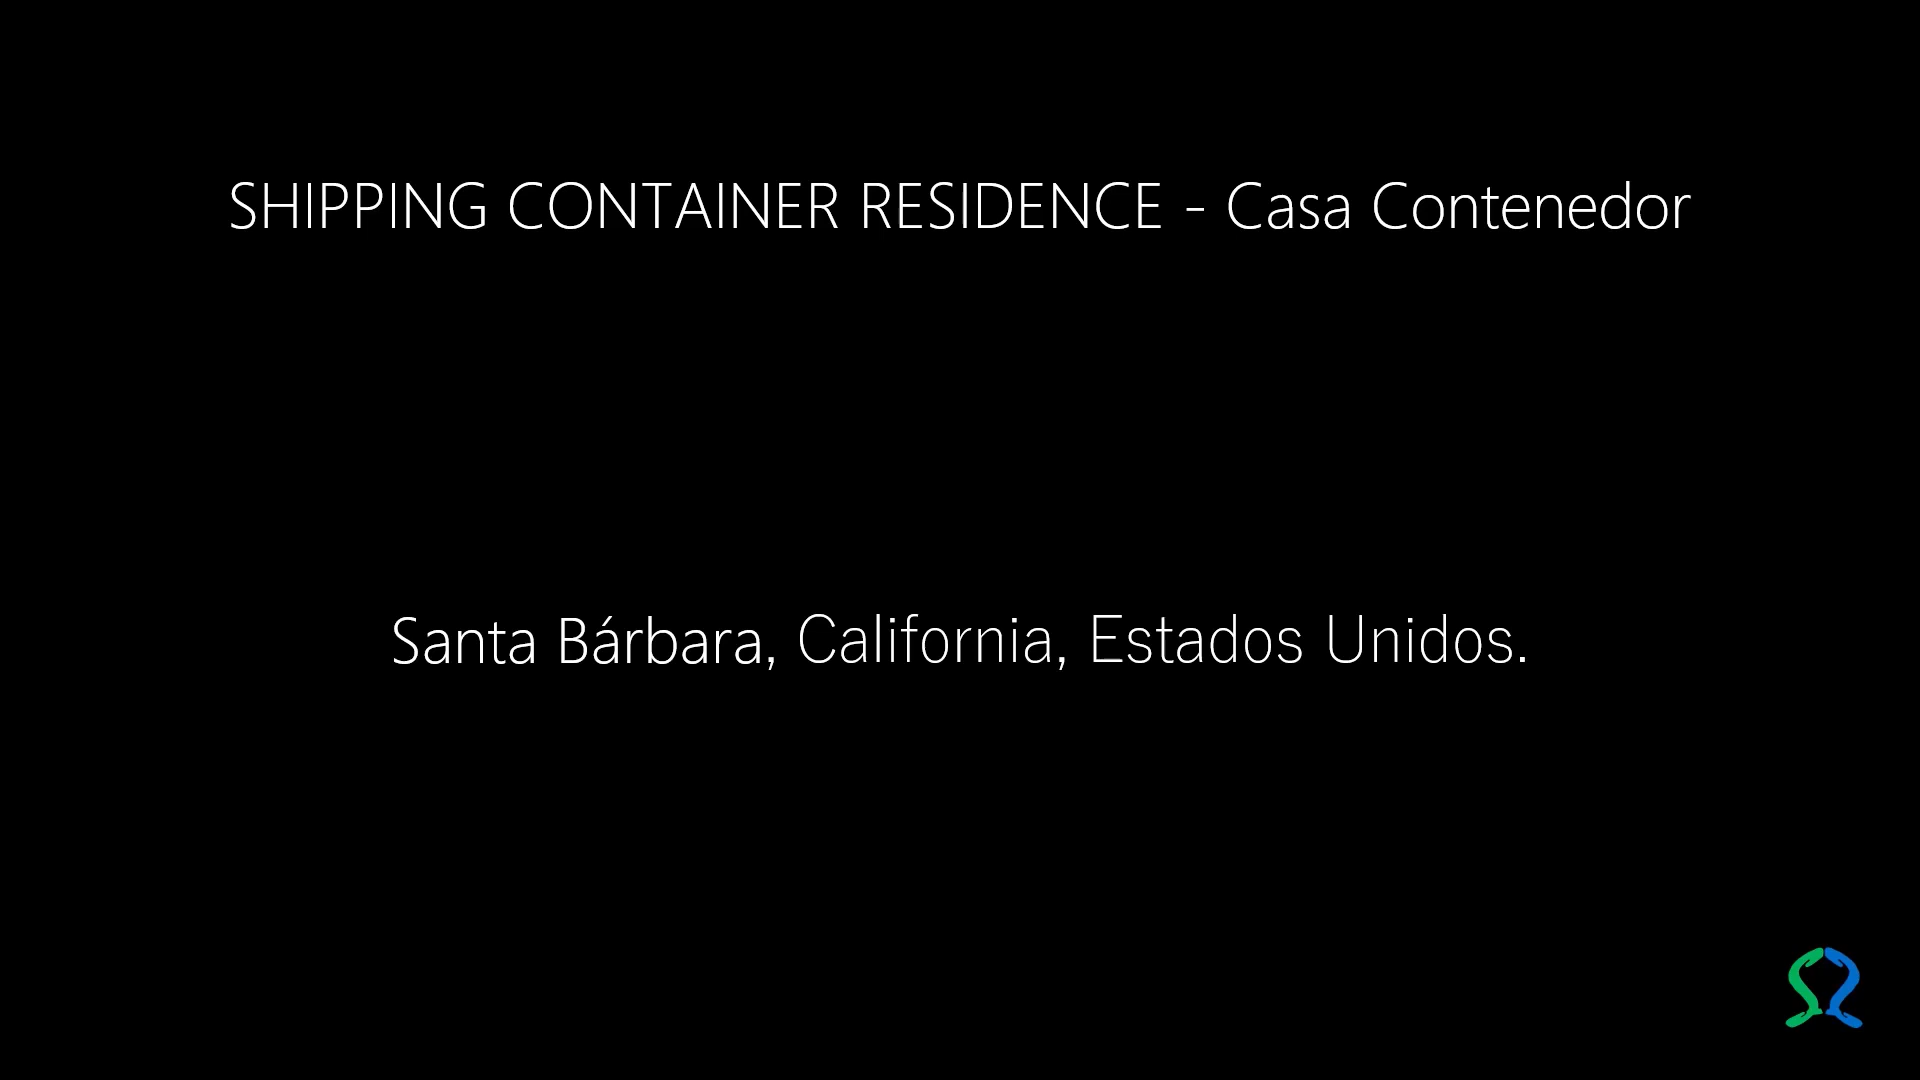 SHIPPING CONTAINER RESIDENCE - Casa Contenedor
Santa Bárbara, California, Estados Unidos.